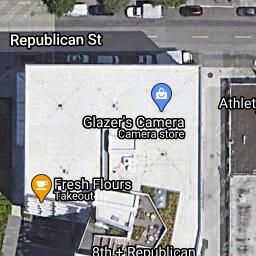 Republican St
Glazer's Camera
Camera store
Athlet
Fresh Flours
Takeout
8th + Republican